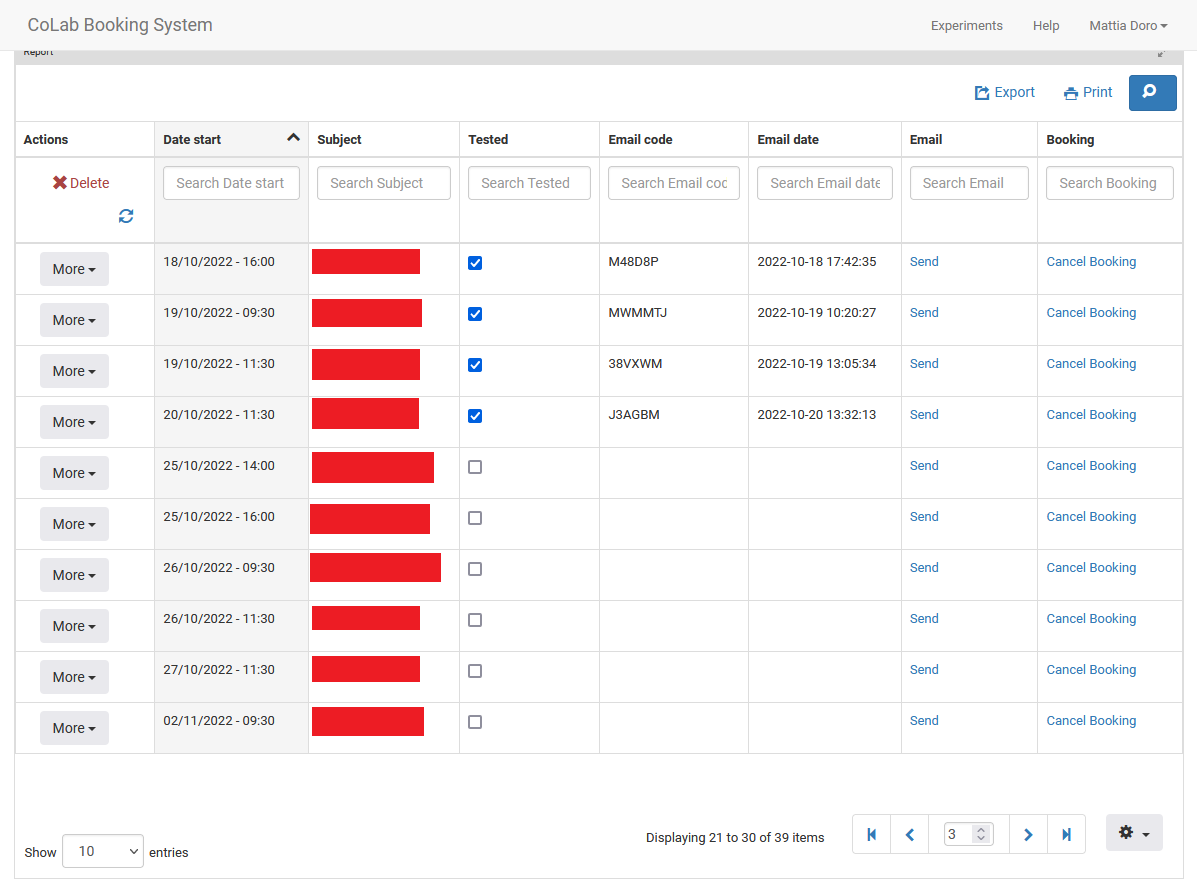 CoLab Booking System Experiments Help Mattia Doro
Report
Export Print
Actions Date start Subject Tested Email code Email date Email Booking
Delete Search Date start Search Subject Search Tested Search Email coc Search Email date Search Email Search Booking
More 18/10/2022 - 16:00 M48D8P 2022-10-18 17:42:35 Send Cancel Booking
More 19/10/2022 - 09:30 MWMMTJ 2022-10-19 10:20:27 Send Cancel Booking
More 19/10/2022 - 11:30 38VXWM 2022-10-19 13:05:34 Send Cancel Booking
More 20/10/2022 - 11:30 J3AGBM 2022-10-20 13:32:13 Send Cancel Booking
More 25/10/2022 - 14:00 Send Cancel Booking
More 25/10/2022 - 16:00 Send Cancel Booking
More 26/10/2022 - 09:30 Send Cancel Booking
More 26/10/2022 - 11:30 Send Cancel Booking
More 27/10/2022 - 11:30 Send Cancel Booking
More 02/11/2022 - 09:30 Send Cancel Booking
Displaying 21 to 30 of 39 items 3
Show 10 entries